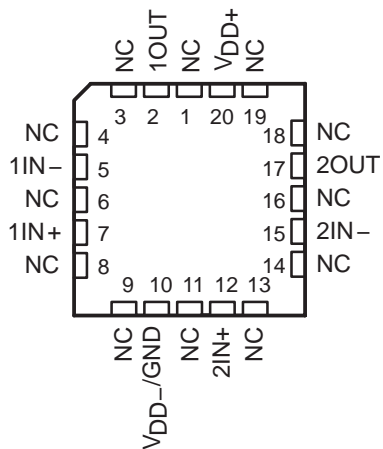 NC 1OUT NC VDD+ NC
3 2 1 20 19
NC 4 18 NC
1IN− 5 17 2OUT
NC 6 16 NC
1IN+ 7 15 2IN−
NC 8 14 NC
9 10 11 12 13
NC VDD−/GND NC 2IN+ NC